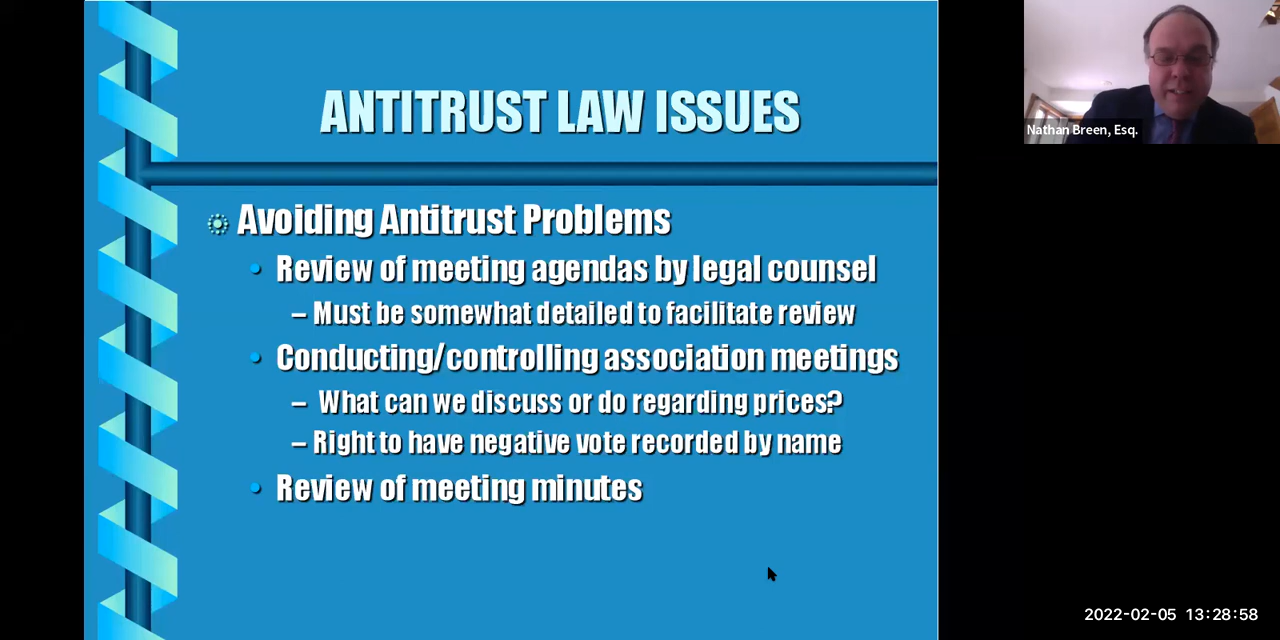 ANTITRUST LAW ISSUES
Nathan Breen, Esq.
Avoiding Antitrust Problems
• Review of meeting agendas by legal counsel
– Must be somewhat detailed to facilitate review
• Conducting/controlling association meetings
– What can we discuss or do regarding prices?
– Right to have negative vote recorded by name
• Review of meeting minutes
2022-02-05 13:28:58